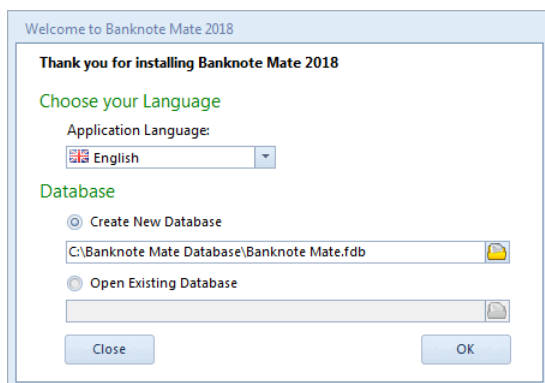 Welcome to Banknote Mate 2018
Thank you for installing Banknote Mate 2018
Choose your Language
Application Language:
English
Database
Create New Database
C:\Banknote Mate Database\Banknote Mate.fdb
Open Existing Database
Close
OK